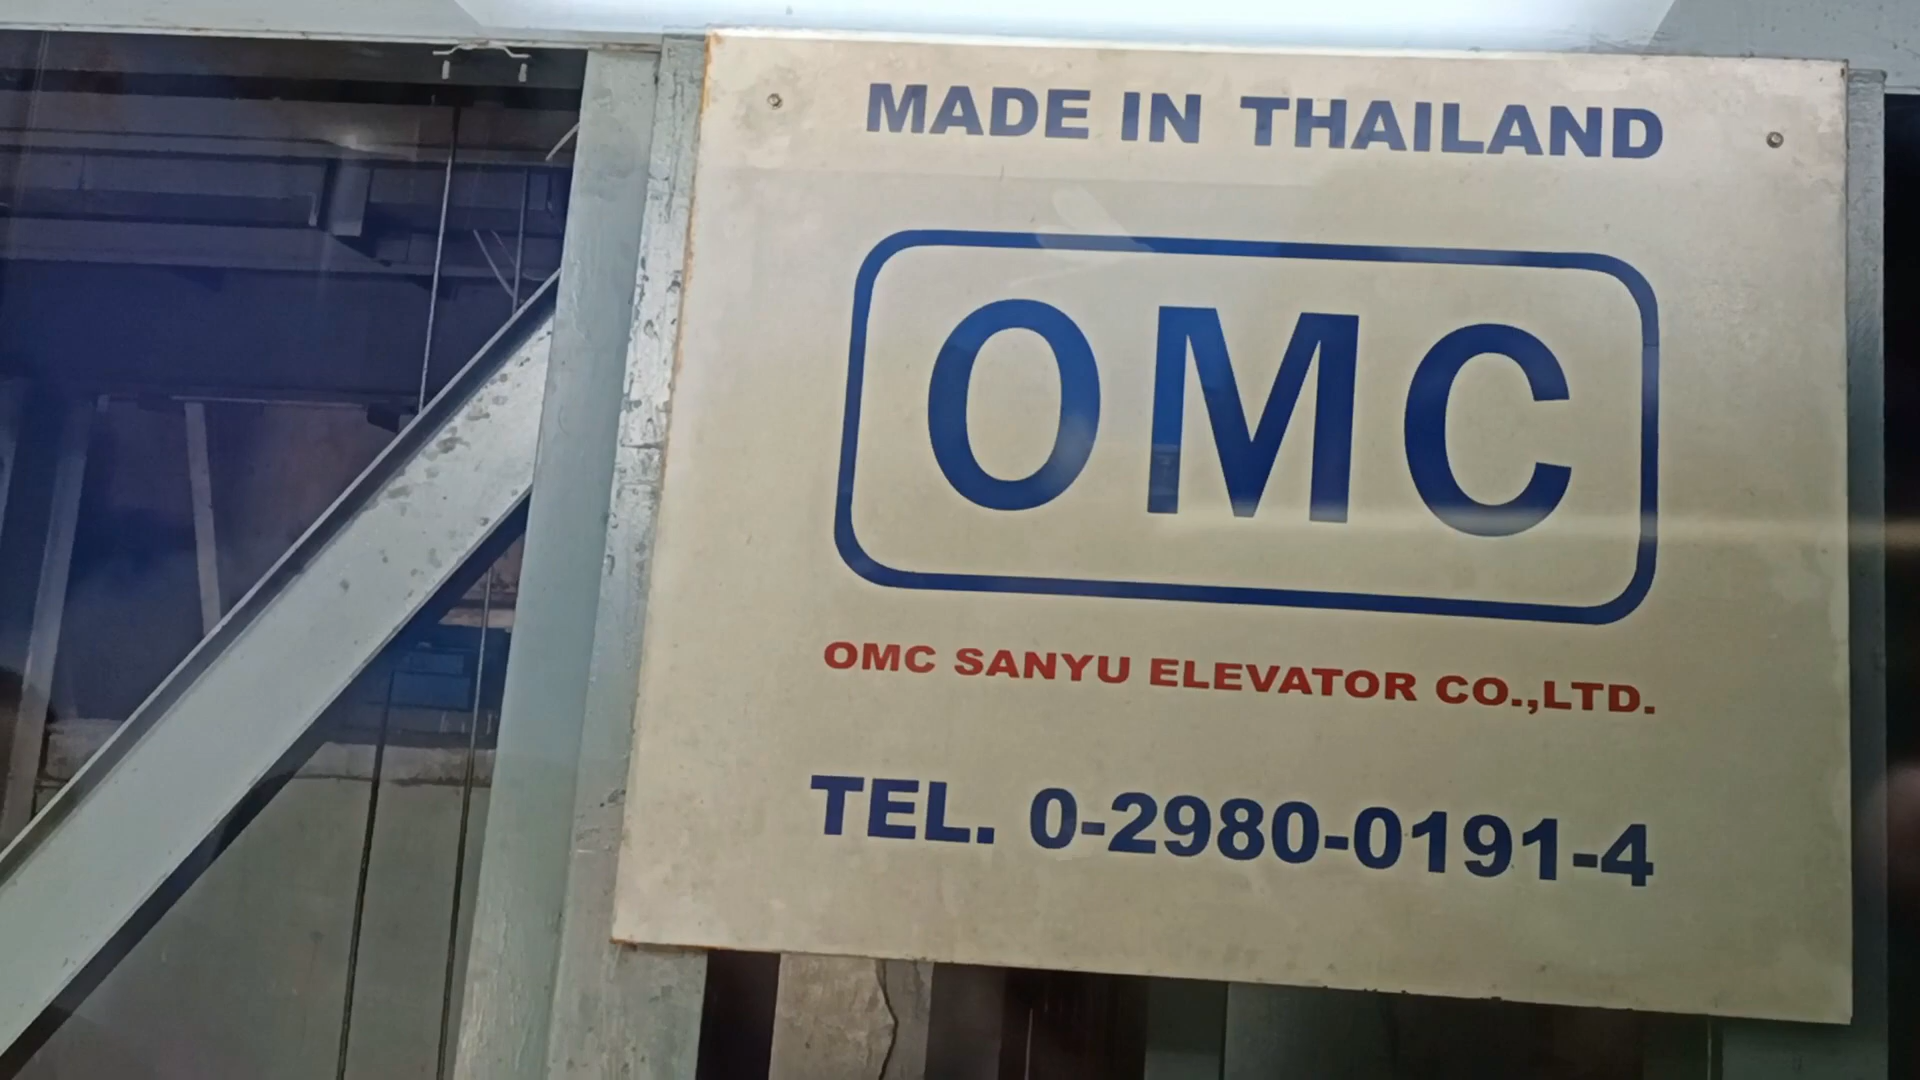 MADE IN THAILAND
OMC
OMC SANYU ELEVATOR CO.,LTD.
TEL. 0-2980-0191-4